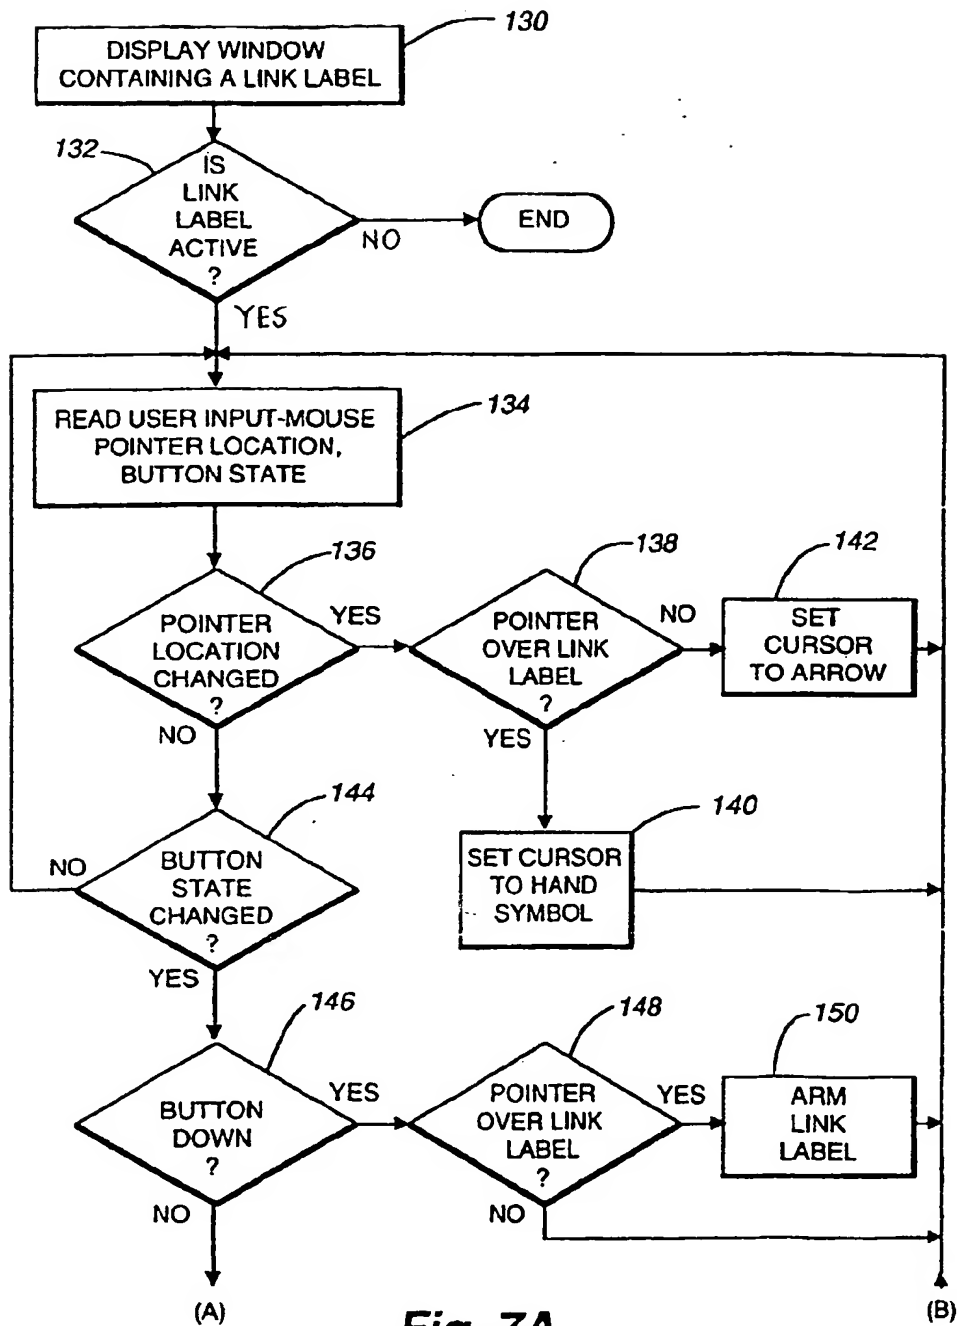 130
DISPLAY WINDOW
CONTAINING A LINK LABEL
132
IS
LINK
LABEL
ACTIVE
?
NO
END
YES
134
READ USER INPUT-MOUSE
POINTER LOCATION,
BUTTON STATE
136
POINTER
LOCATION
CHANGED
?
YES
NO
138
POINTER
OVER LINK
LABEL
?
NO
YES
142
SET
CURSOR
TO ARROW
140
SET CURSOR
TO HAND
SYMBOL
144
BUTTON
STATE
CHANGED
?
NO
YES
146
BUTTON
DOWN
?
YES
NO
148
POINTER
OVER LINK
LABEL
?
YES
NO
150
ARM
LINK
LABEL
(A)
(B)
Fig. 7A